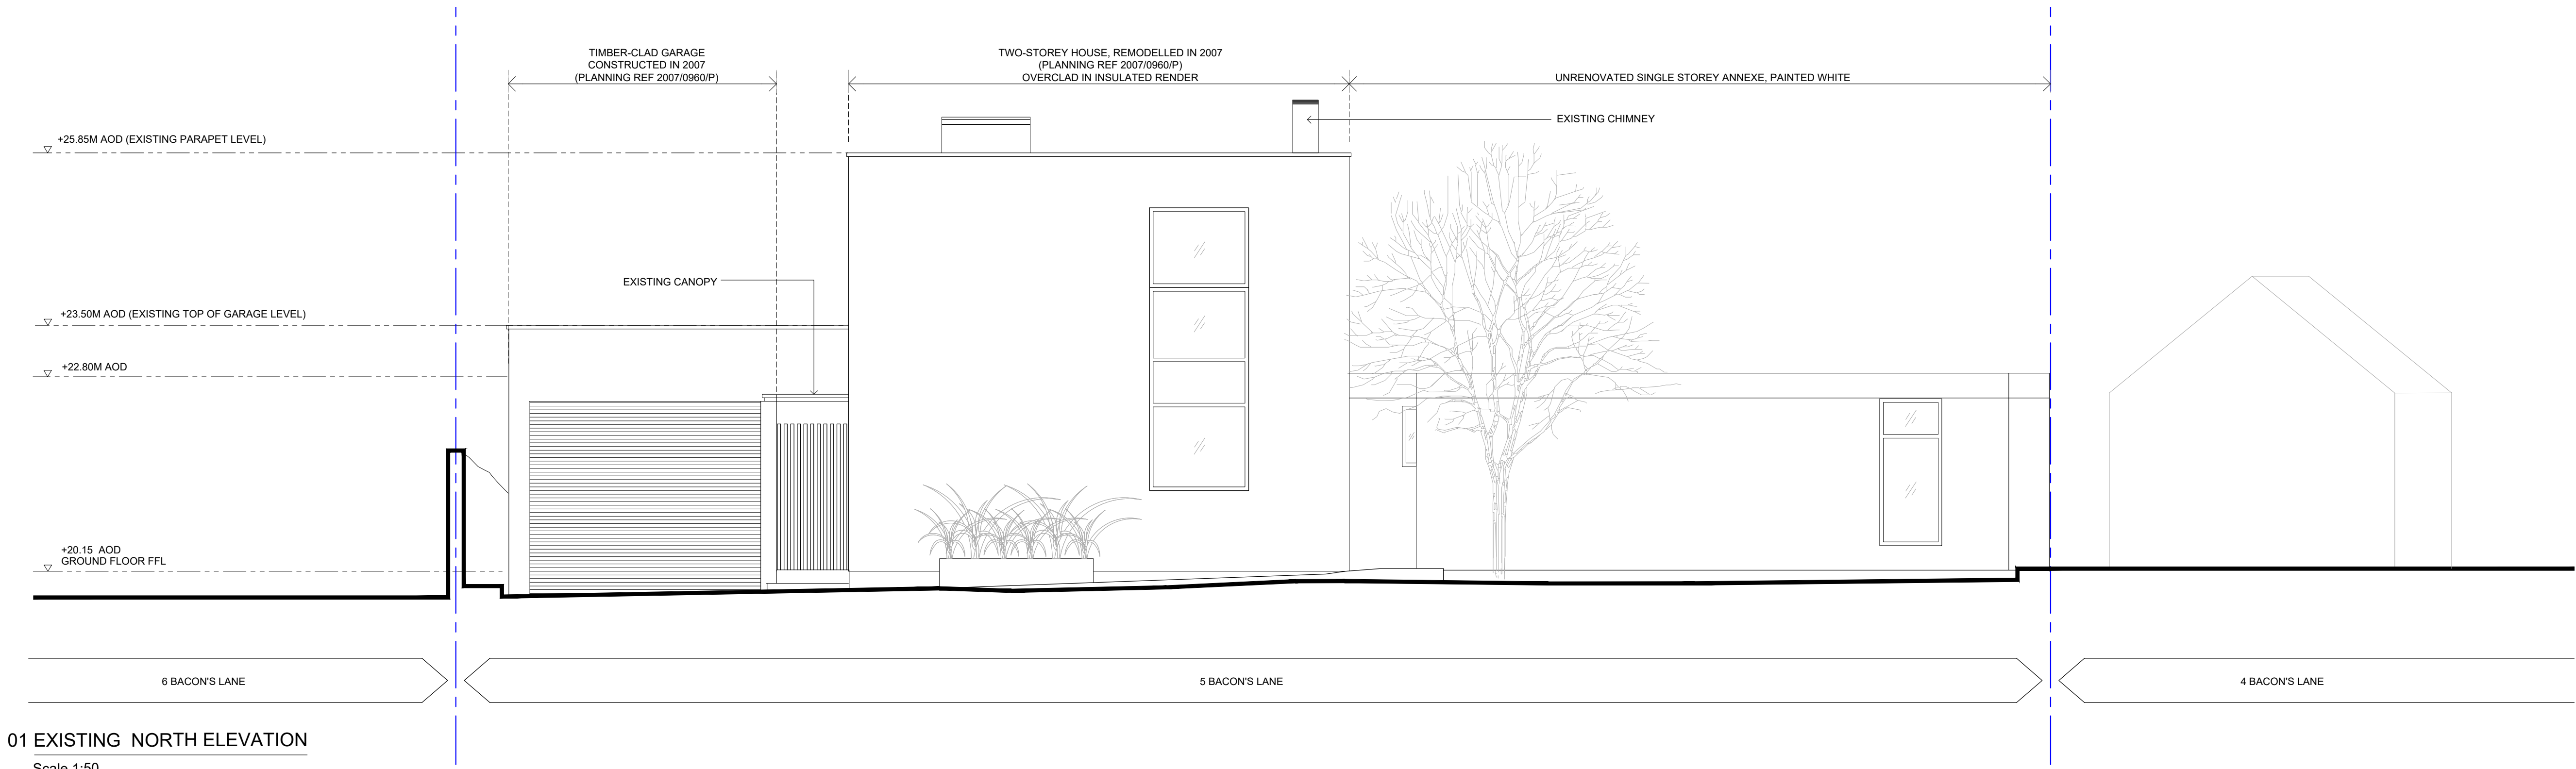 TIMBER-CLAD GARAGE
CONSTRUCTED IN 2007
(PLANNING REF 2007/0960/P)
TWO-STOREY HOUSE, REMODELLED IN 2007
(PLANNING REF 2007/0960/P)
OVERCLAD IN INSULATED RENDER
UNRENOVATED SINGLE STOREY ANNEXE, PAINTED WHITE
EXISTING CHIMNEY
+25.85M AOD (EXISTING PARAPET LEVEL)
EXISTING CANOPY
+23.50M AOD (EXISTING TOP OF GARAGE LEVEL)
+22.80M AOD
+20.15 AOD
GROUND FLOOR FFL
6 BACON'S LANE
5 BACON'S LANE
4 BACON'S LANE
01 EXISTING NORTH ELEVATION
Scale 1:50